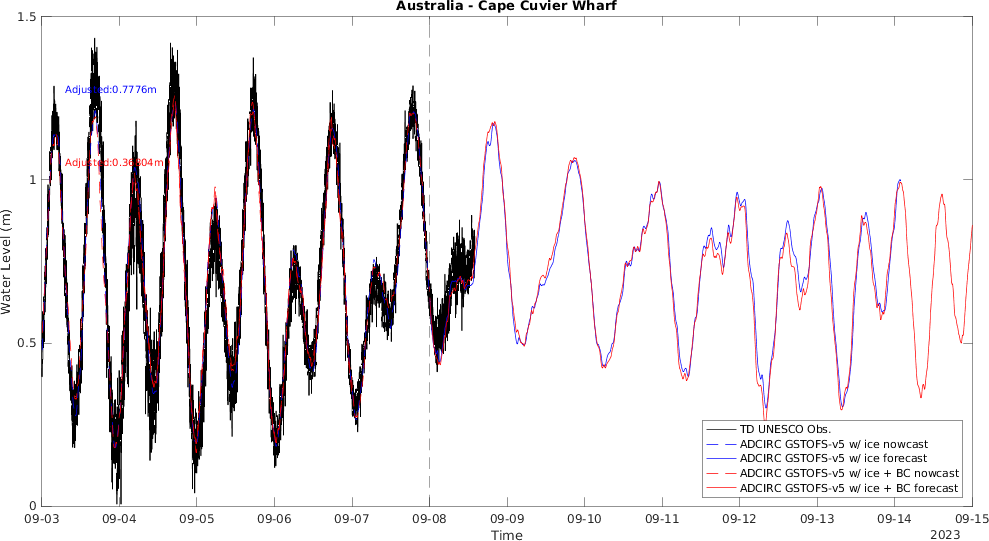 Australia - Cape Cuvier Wharf
1.5
1
0.5
0
Water Level (m)
Adjusted:0.7776m
Adjusted:0.36804m
TD UNESCO Obs.
ADCIRC GSTOFS-v5 w/ ice nowcast
ADCIRC GSTOFS-v5 w/ ice forecast
ADCIRC GSTOFS-v5 w/ ice + BC nowcast
ADCIRC GSTOFS-v5 w/ ice + BC forecast
09-03 09-04 09-05 09-06 09-07 09-08 09-09 09-10 09-11 09-12 09-13 09-14 09-15
Time
2023